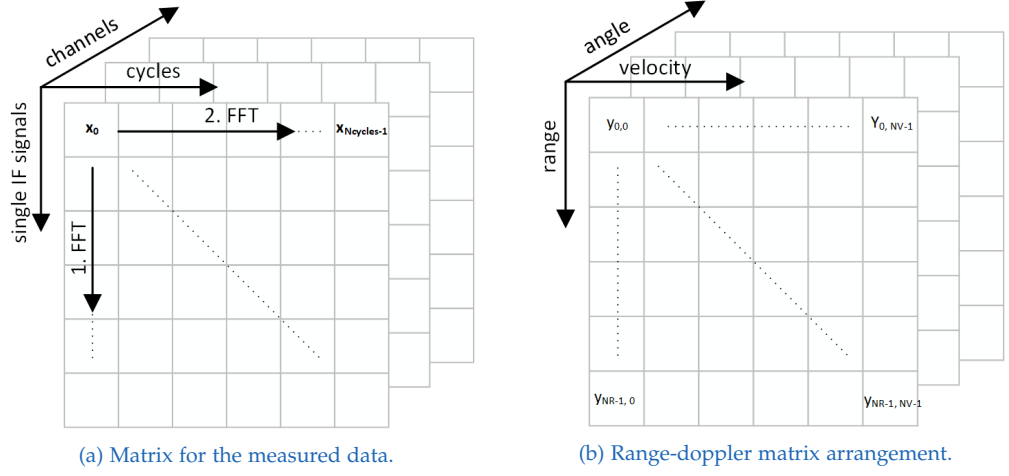 channels
cycles
single IF signals
x0
2. FFT
xNcycles-1
1. FFT
(a) Matrix for the measured data.
angle
velocity
range
y0,0
Y0, NV-1
yNR-1, 0
yNR-1, NV-1
(b) Range-doppler matrix arrangement.